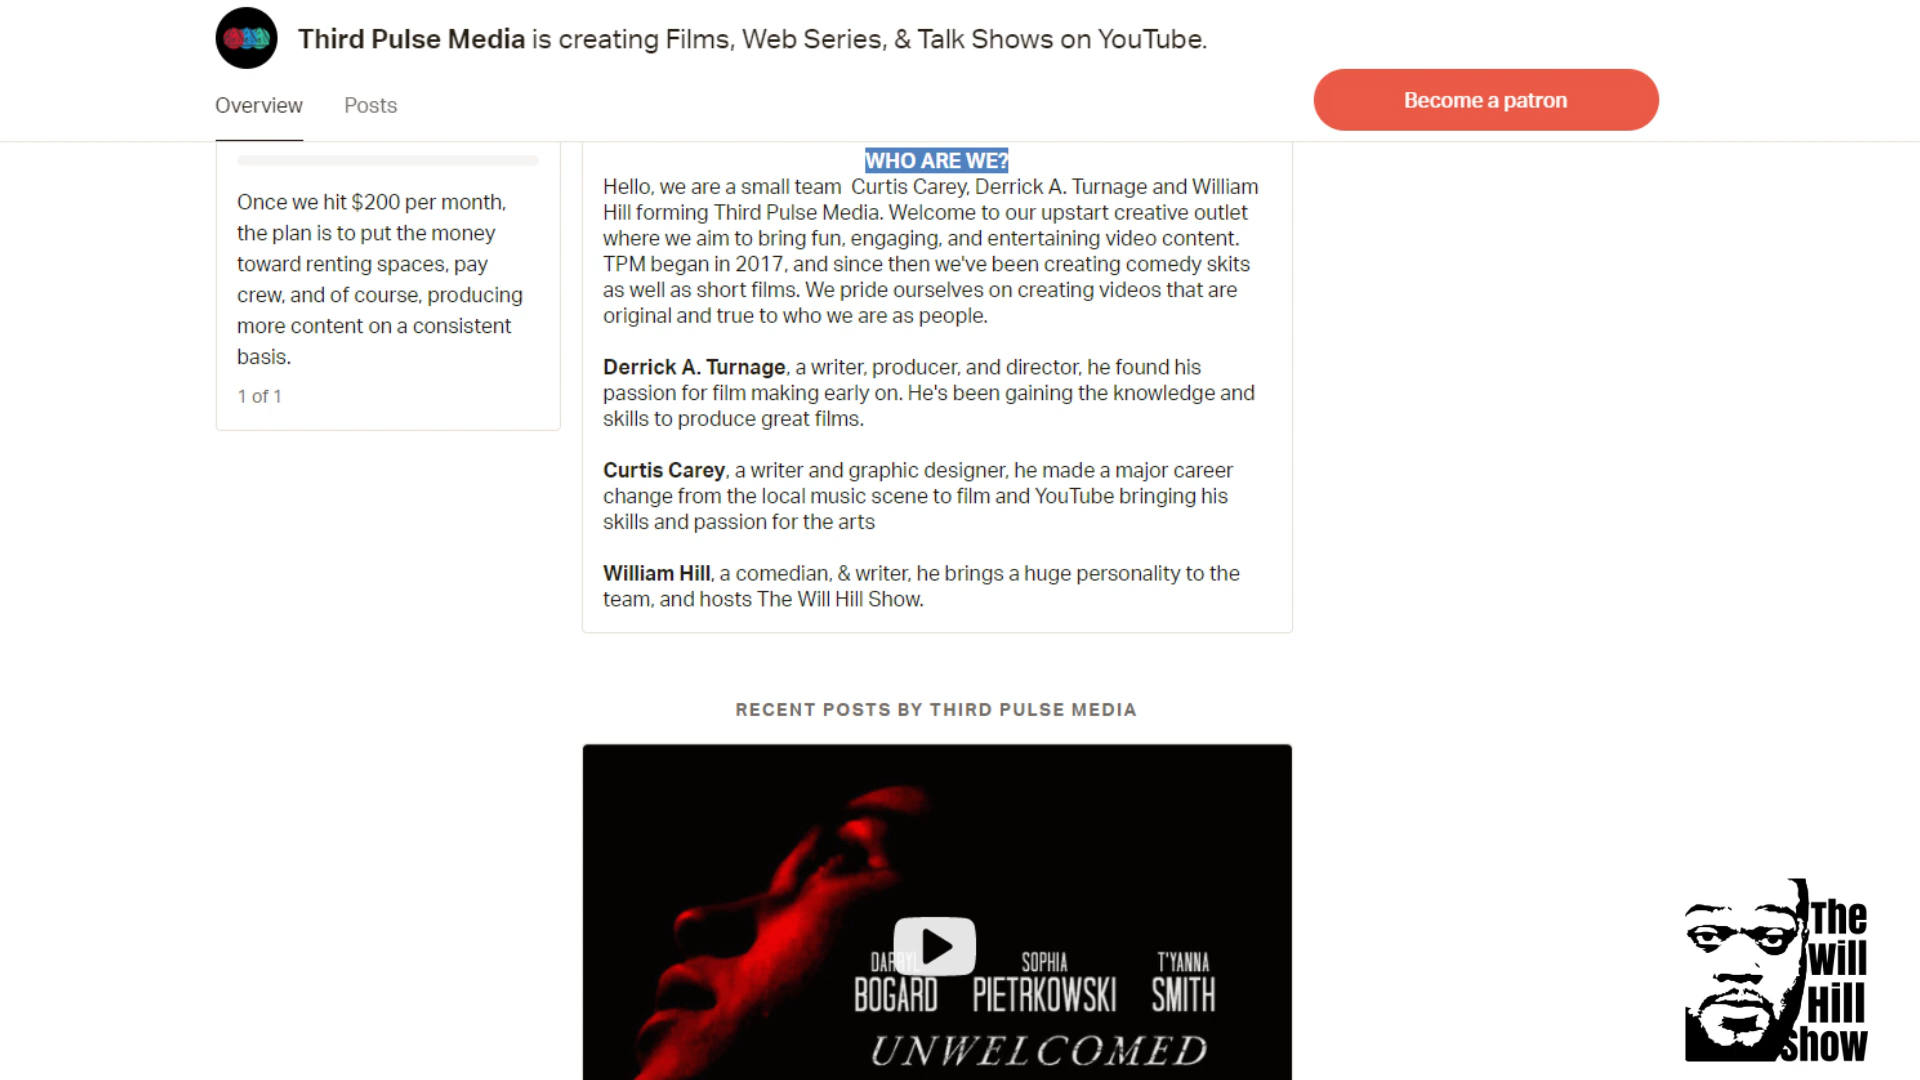 Third Pulse Media is creating Films, Web Series, & Talk Shows on YouTube.
Overview
Posts
Become a patron
Once we hit $200 per month,
the plan is to put the money
toward renting spaces, pay
crew, and of course, producing
more content on a consistent
basis.
1 of 1
WHO ARE WE?
Hello, we are a small team  Curtis Carey, Derrick A. Turnage and William
Hill forming Third Pulse Media. Welcome to our upstart creative outlet
where we aim to bring fun, engaging, and entertaining video content.
TPM began in 2017, and since then we've been creating comedy skits
as well as short films. We pride ourselves on creating videos that are
original and true to who we are as people.
Derrick A. Turnage, a writer, producer, and director, he found his
passion for film making early on. He's been gaining the knowledge and
skills to produce great films.
Curtis Carey, a writer and graphic designer, he made a major career
change from the local music scene to film and YouTube bringing his
skills and passion for the arts
William Hill, a comedian, & writer, he brings a huge personality to the
team, and hosts The Will Hill Show.
RECENT POSTS BY THIRD PULSE MEDIA
DARRYL SOPHIA T'YANNA
BOGARD PIETRKOWSKI SMITH
UNWELCOMED
The
Will
Hill
Show